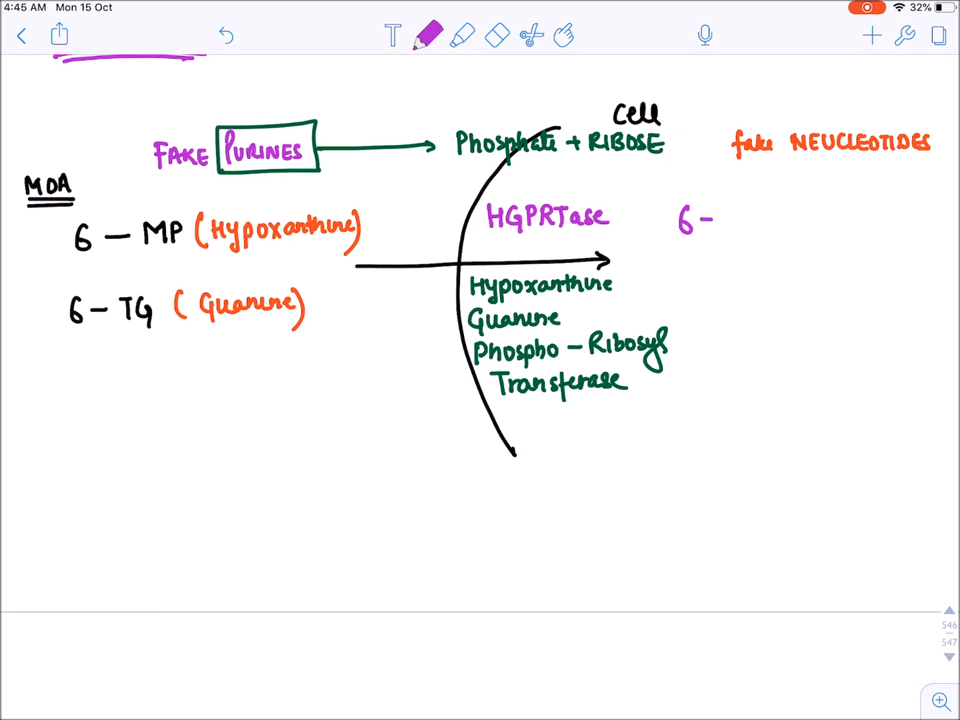 4:45 AM Mon 15 Oct 32%
T
Cell
FAKE PURINES Phosphate + RIBOSE fake NEUCLEOTIDES
MOA
6 - MP (Hypoxanthine) HGPRTase 6 -
6 - TG (Guanine) Hypoxanthine
Guanine
Phospho - Ribosyl
Transferase
546
547